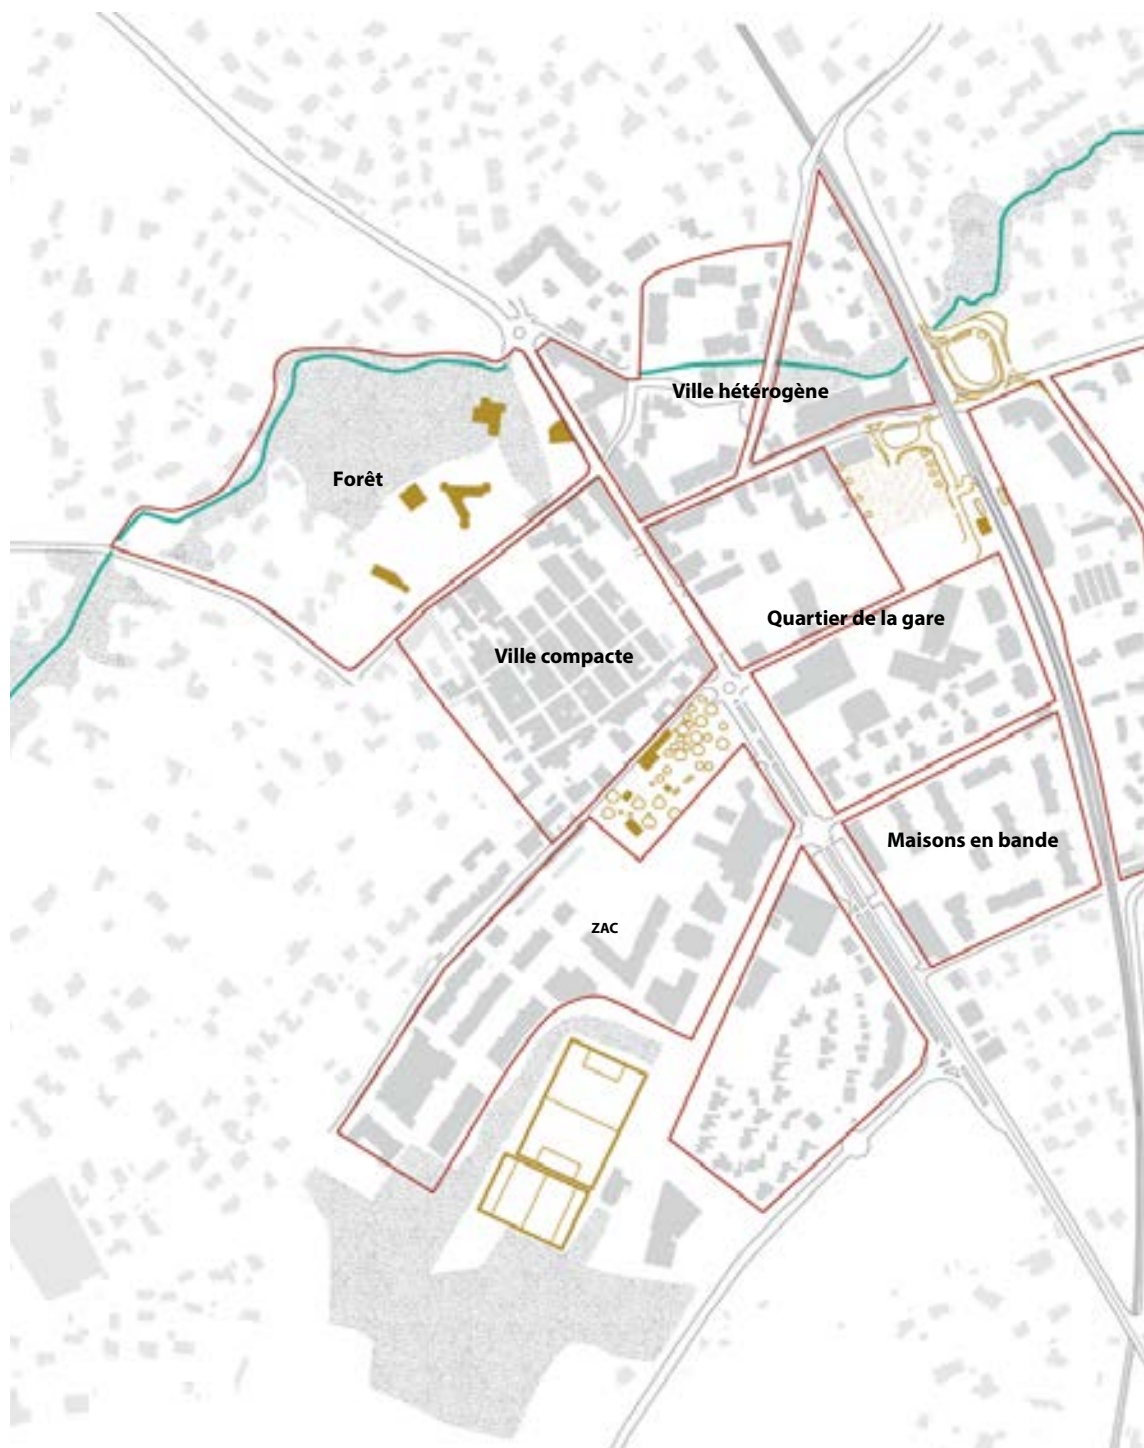 Ville hétérogène
Forêt
Quartier de la gare
Ville compacte
Maisons en bande
ZAC